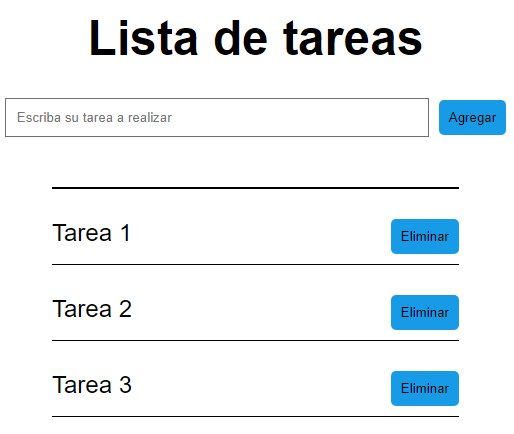 Lista de tareas
Escriba su tarea a realizar Agregar
Tarea 1 Eliminar
Tarea 2 Eliminar
Tarea 3 Eliminar